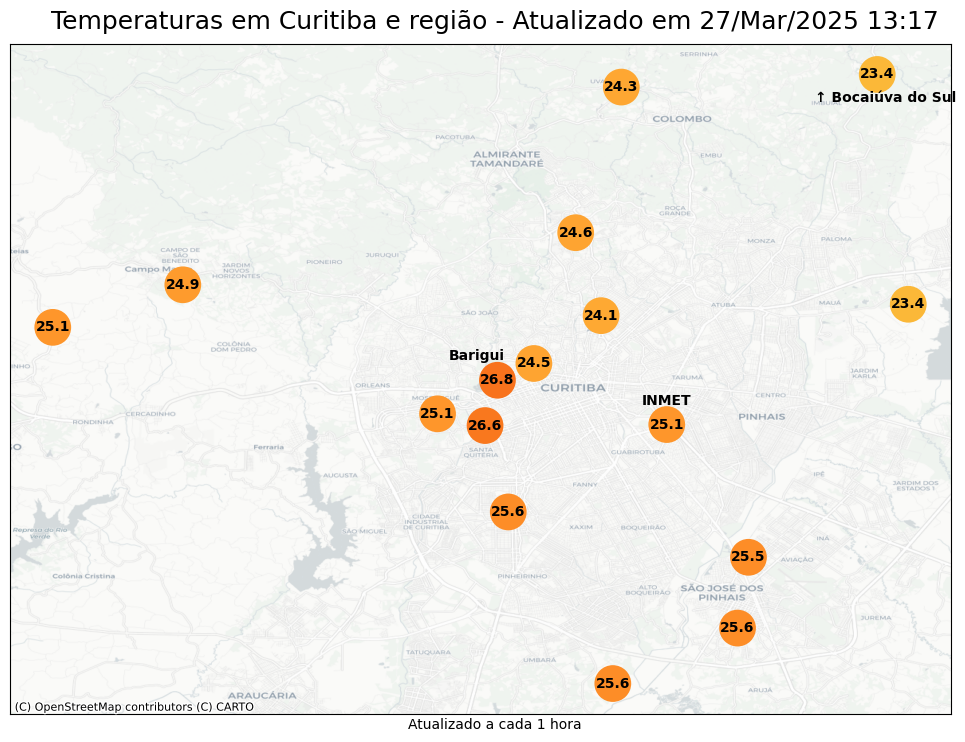 Temperaturas em Curitiba e região - Atualizado em 27/Mar/2025 13:17
SERRINHA
23.4
24.3
↑ Bocaiúva do Sul
COLOMBO
PACOTUBA
ALMIRANTE
TAMANDARÉ
EMBU
ROÇA
GRANDE
24.6
MONZA
PALOMA
CAMPO DE
SÃO
BENEDITO
JURUQUI
PIONEIRO
JARDIM
NOVOS
HORIZONTES
24.9
23.4
ATUBA
MAUÁ
SÃO JOÃO
24.1
25.1
COLÔNIA
DOM PEDRO
Barigui
24.5
JARDIM
KARLA
TARUMÃ
26.8
ORLEANS
CURITIBA
CENTRO
INMET
25.1
CERCADINHO
PINHAIS
RONDINHA
26.6
25.1
Ferraria
SANTA
QUITÉRIA
GUABIROTUBA
AUGUSTA
IPÊ
FANNY
JARDIM DOS
ESTADOS I
25.6
CIDADE
INDUSTRIAL
DE CURITIBA
XAXIM
BOQUEIRÃO
SÃO MIGUEL
Represa do Rio
Verde
INÁ
25.5
AVIAÇÃO
Colônia Cristina
PINHEIRINHO
ALTO
BOQUEIRÃO
SÃO JOSÉ DOS
PINHAIS
JUREMA
25.6
TATUQUARA
UMBARÁ
25.6
ARUJÁ
ARAUCÁRIA
(C) OpenStreetMap contributors (C) CARTO
Atualizado a cada 1 hora